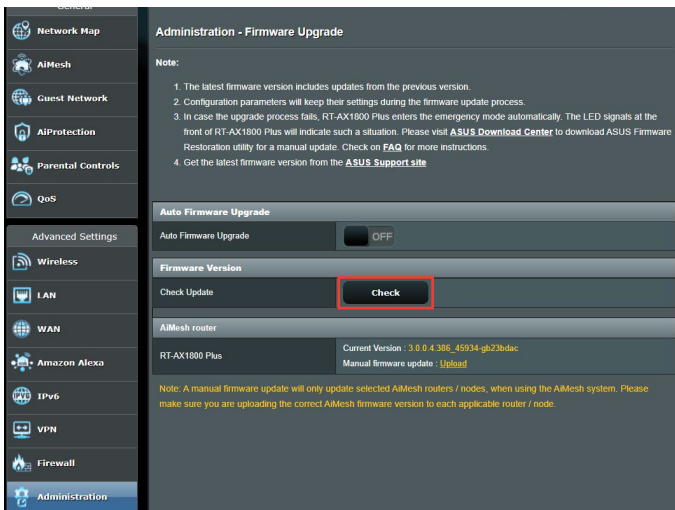 General
Network Map
AiMesh
Guest Network
AiProtection
Parental Controls
QoS
Advanced Settings
Wireless
LAN
WAN
Amazon Alexa
IPv6
VPN
Firewall
Administration
Administration - Firmware Upgrade
Note:
1. The latest firmware version includes updates from the previous version.
2. Configuration parameters will keep their settings during the firmware update process.
3. In case the upgrade process fails, RT-AX1800 Plus enters the emergency mode automatically. The LED signals at the
front of RT-AX1800 Plus will indicate such a situation. Please visit ASUS Download Center to download ASUS Firmware
Restoration utility for a manual update. Check on FAQ for more instructions.
4. Get the latest firmware version from the ASUS Support site
Auto Firmware Upgrade
Auto Firmware Upgrade OFF
Firmware Version
Check Update Check
AiMesh router
RT-AX1800 Plus
Current Version : 3.0.0.4.386_45934-gb23bdac
Manual firmware update : Upload
Note: A manual firmware update will only update selected AiMesh routers / nodes, when using the AiMesh system. Please
make sure you are uploading the correct AiMesh firmware version to each applicable router / node.